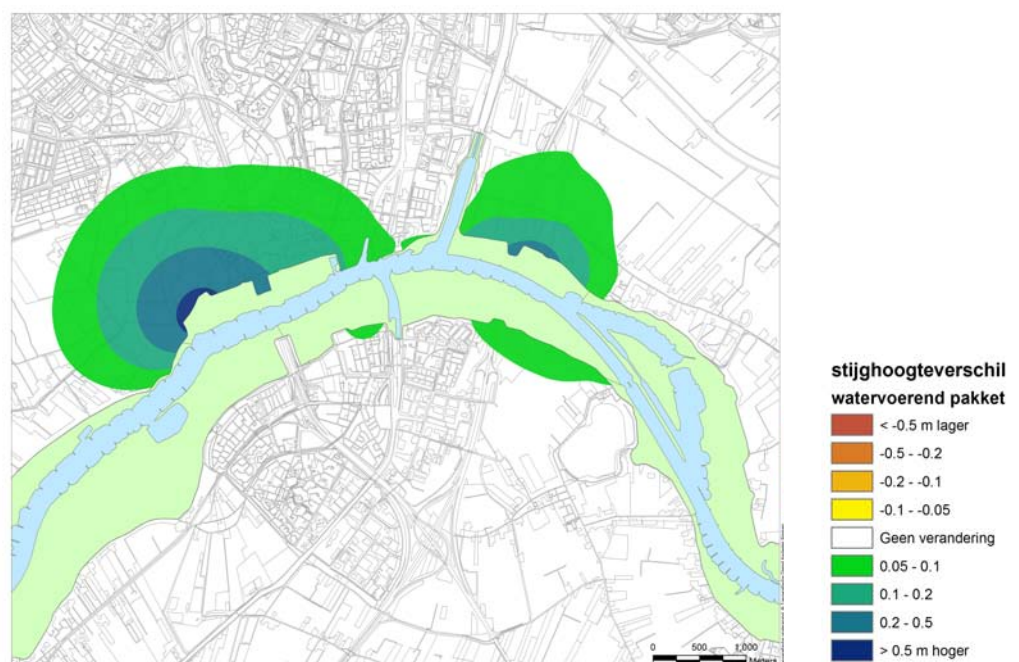 stijghoogteverschil
watervoerend pakket
< -0.5 m lager
-0.5 - -0.2
-0.2 - -0.1
-0.1 - -0.05
Geen verandering
0.05 - 0.1
0.1 - 0.2
0.2 - 0.5
> 0.5 m hoger
0 500 1,000
Meters